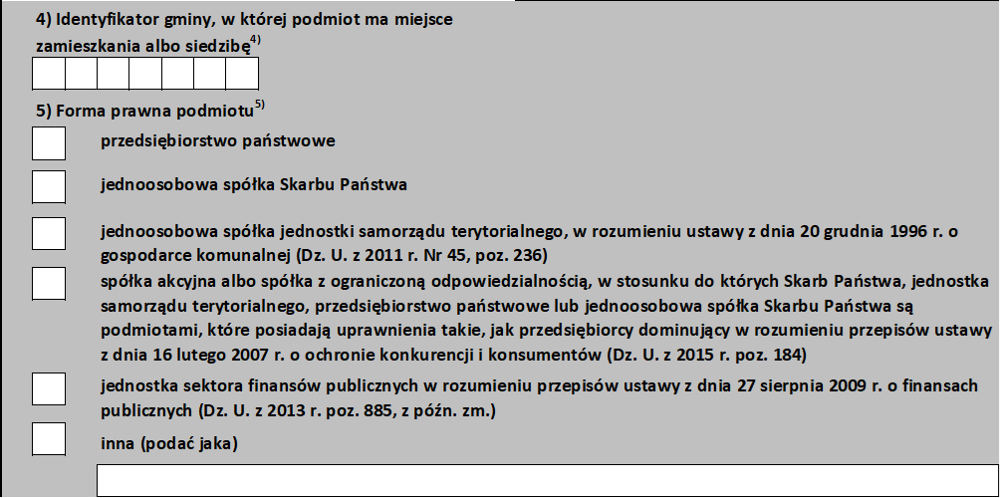 4) Identyfikator gminy, w której podmiot ma miejsce
zamieszkania albo siedzibę4)
5) Forma prawna podmiotu5)
przedsiębiorstwo państwowe
jednoosobowa spółka Skarbu Państwa
jednoosobowa spółka jednostki samorządu terytorialnego, w rozumieniu ustawy z dnia 20 grudnia 1996 r. o
gospodarce komunalnej (Dz. U. z 2011 r. Nr 45, poz. 236)
spółka akcyjna albo spółka z ograniczoną odpowiedzialnością, w stosunku do których Skarb Państwa, jednostka
samorządu terytorialnego, przedsiębiorstwo państwowe lub jednoosobowa spółka Skarbu Państwa są
podmiotami, które posiadają uprawnienia takie, jak przedsiębiorcy dominujący w rozumieniu przepisów ustawy
z dnia 16 lutego 2007 r. o ochronie konkurencji i konsumentów (Dz. U. z 2015 r. poz. 184)
jednostka sektora finansów publicznych w rozumieniu przepisów ustawy z dnia 27 sierpnia 2009 r. o finansach
publicznych (Dz. U. z 2013 r. poz. 885, z późn. zm.)
inna (podać jaka)